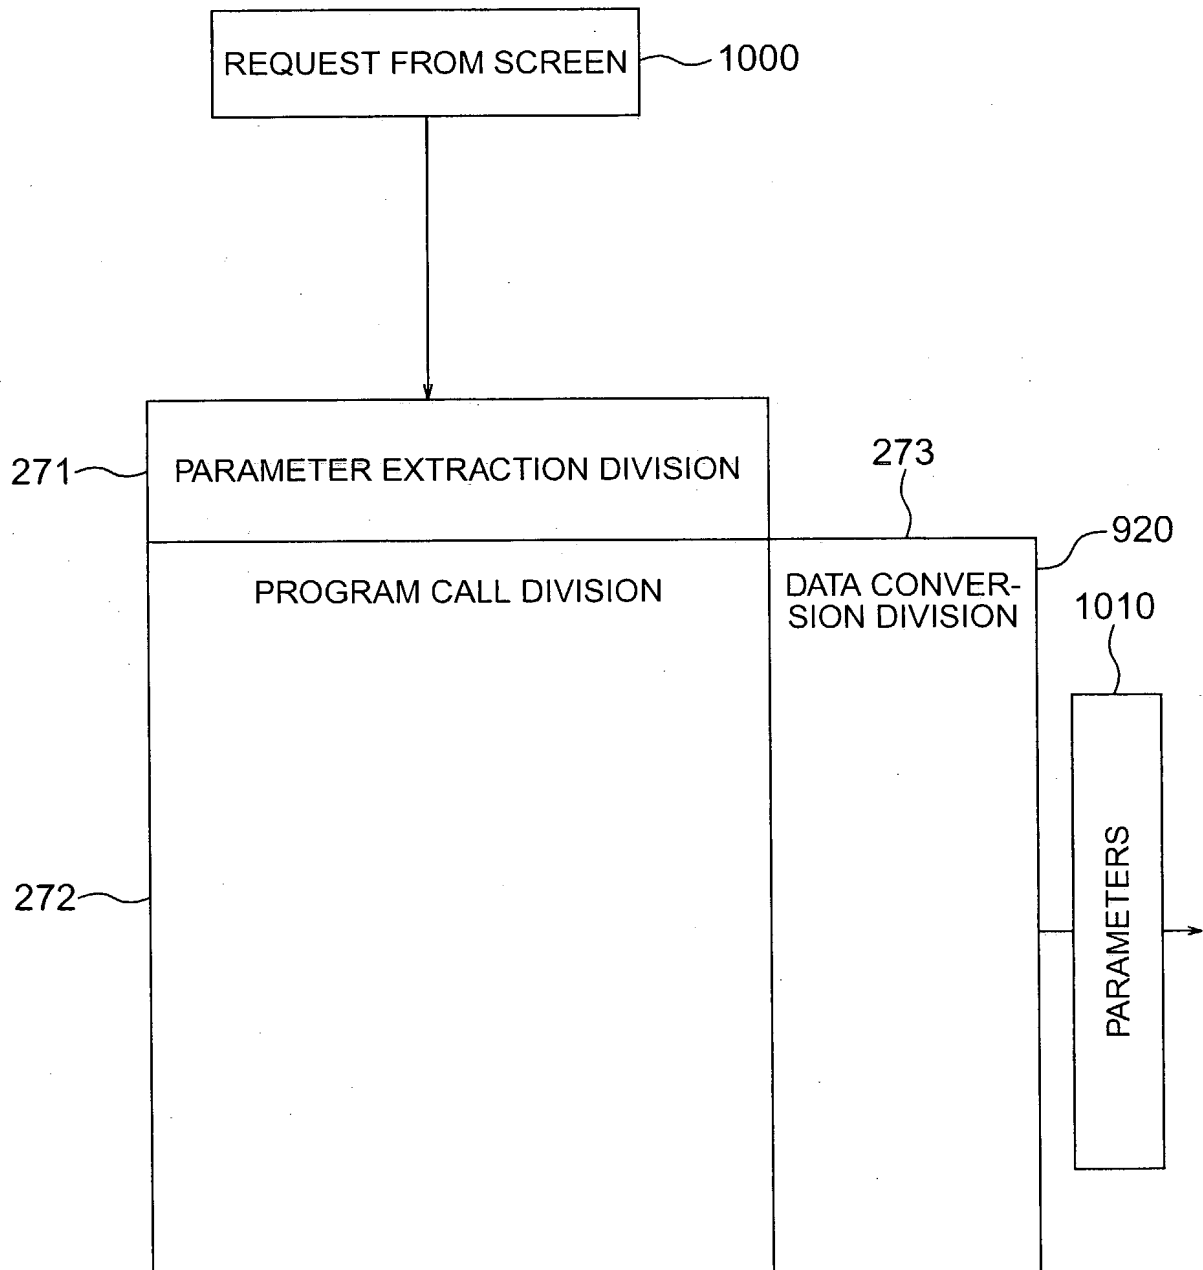 REQUEST FROM SCREEN
1000
271
PARAMETER EXTRACTION DIVISION
273
920
PROGRAM CALL DIVISION
DATA CONVER-
SION DIVISION
1010
272
PARAMETERS